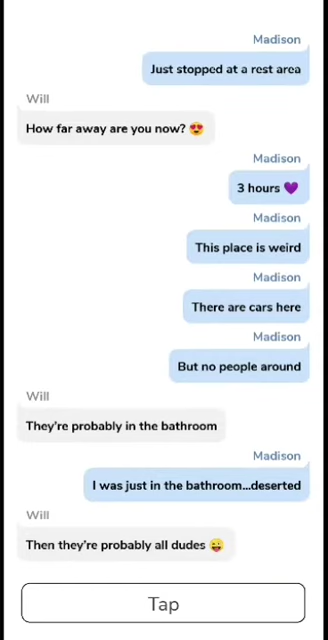 Madison
Just stopped at a rest area
Will
How far away are you now? 😍
Madison
3 hours 💜
Madison
This place is weird
Madison
There are cars here
Madison
But no people around
Will
They're probably in the bathroom
Madison
I was just in the bathroom...deserted
Will
Then they're probably all dudes 😜
Tap